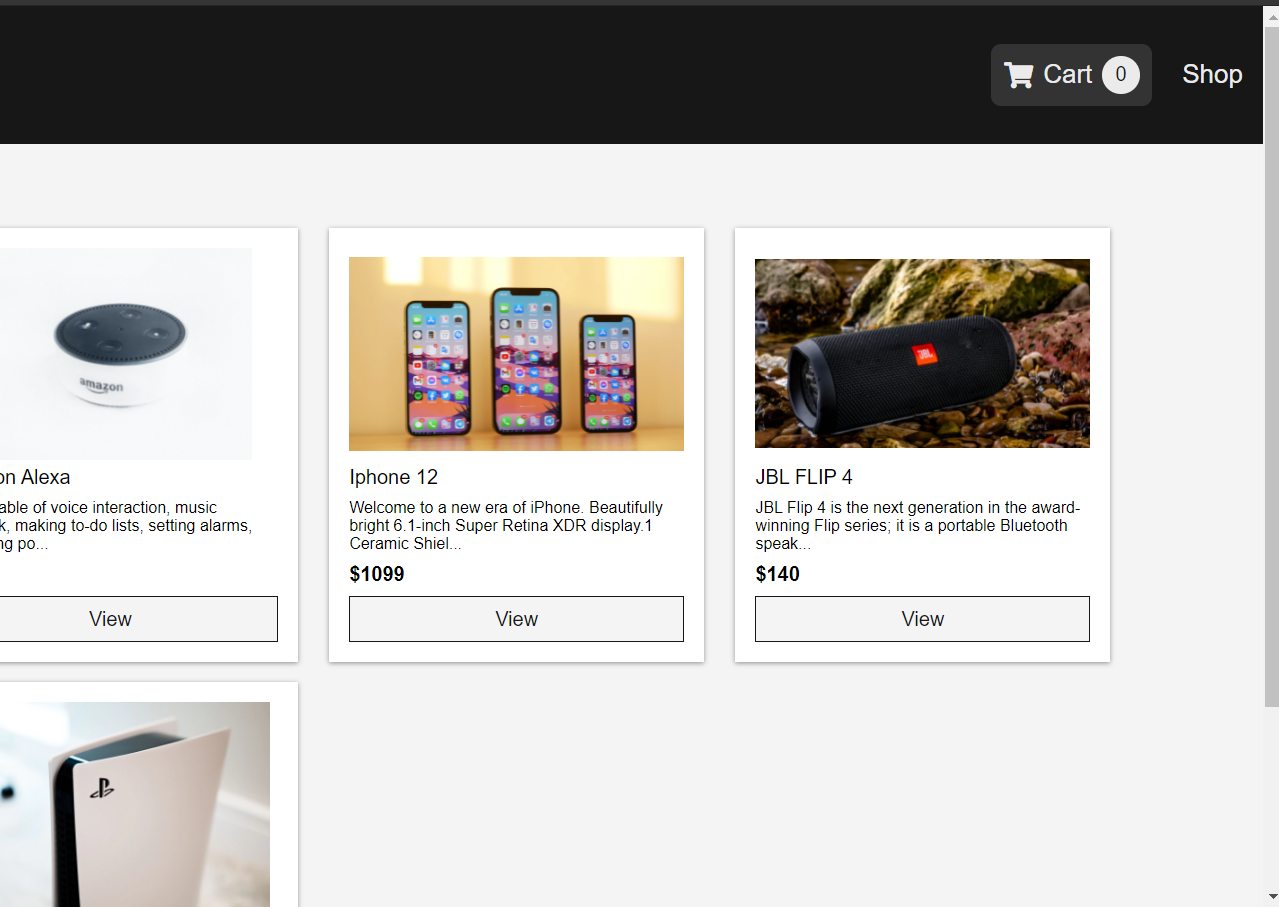 Cart 0 Shop
amazon
JBL
on Alexa
able of voice interaction, music
k, making to-do lists, setting alarms,
ng po...
View
Iphone 12
Welcome to a new era of iPhone. Beautifully
bright 6.1-inch Super Retina XDR display.1
Ceramic Shiel...
$1099
View
JBL FLIP 4
JBL Flip 4 is the next generation in the award-
winning Flip series; it is a portable Bluetooth
speak...
$140
View